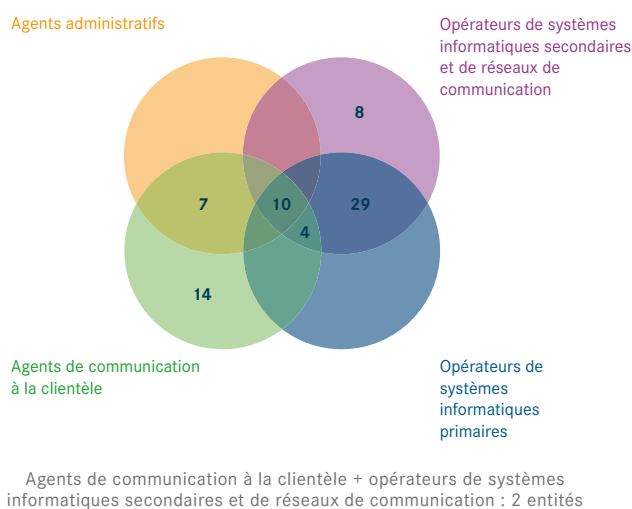 Agents administratifs
Opérateurs de systèmes
informatiques secondaires
et de réseaux de
communication
8
7
10
29
4
14
Agents de communication
à la clientèle
Opérateurs de
systèmes
informatiques
primaires
Agents de communication à la clientèle + opérateurs de systèmes
informatiques secondaires et de réseaux de communication : 2 entités